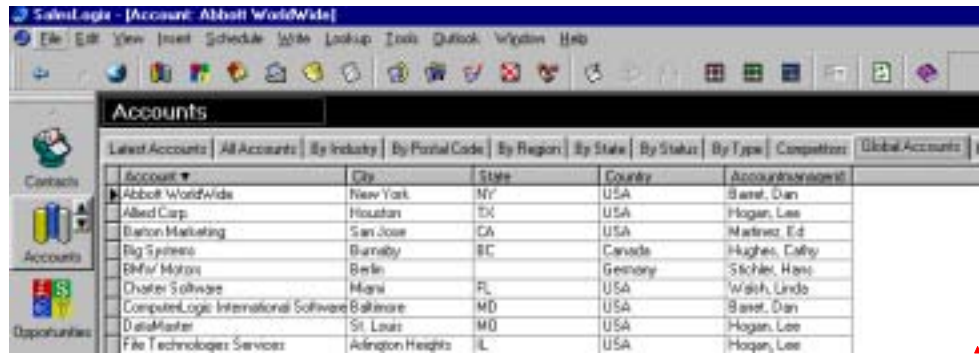 SalesLogix - [Account: Abbott WorldWide]
File Edit View Insert Schedule Write Lookup Tools Outlook Window Help
Accounts
Latest Accounts All Accounts By Industry By Postal Code By Region By State By Status By Type Competitors Global Accounts
Contacts
Accounts
Opportunities
Account City State Country Accountmanagerid
Abbott WorldWide New York NY USA Barret, Dan
Allied Corp. Houston TX USA Hogan, Lee
Barton Marketing San Jose CA USA Martinez, Ed
Big Systems Burnaby BC Canada Hughes, Cathy
BMW Motors Berlin Germany Stichler, Hans
Charter Software Miami FL USA Walsh, Linda
ComputerLogic International Software Baltimore MD USA Barret, Dan
DataMaster St. Louis MO USA Hogan, Lee
File Technologies Services Arlington Heights IL USA Hogan, Lee